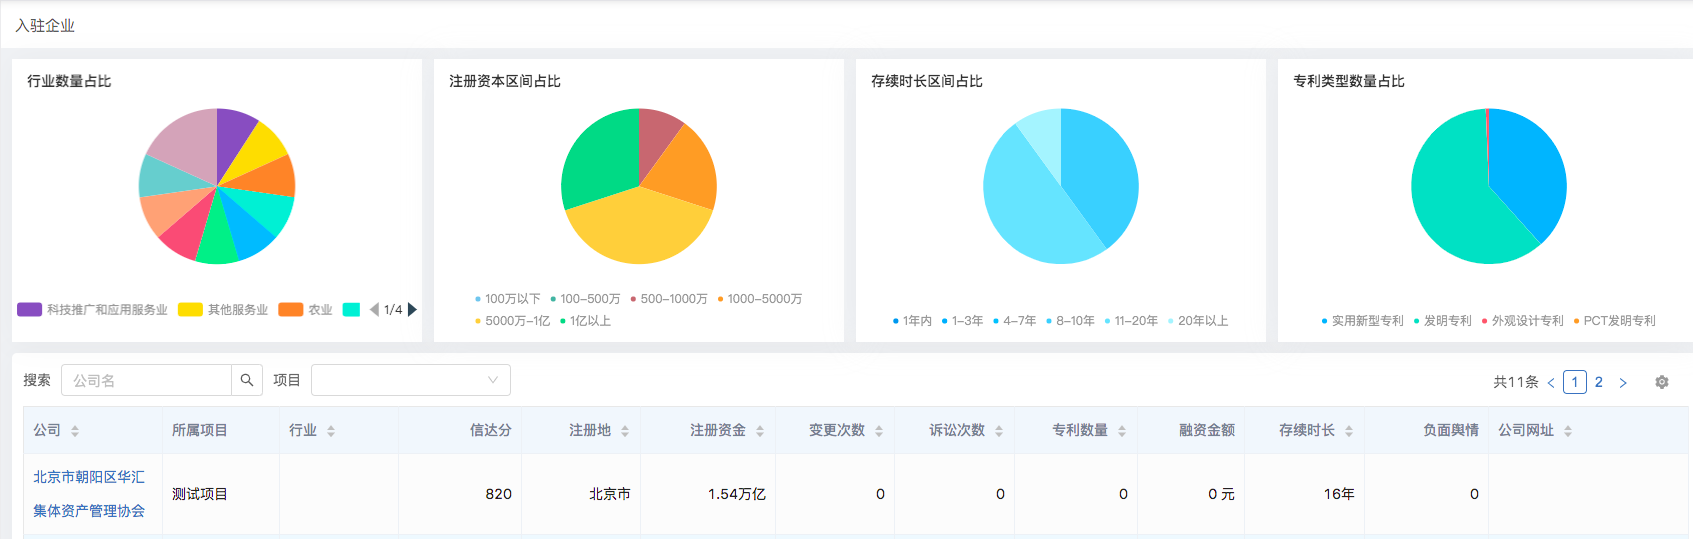 入驻企业
行业数量占比
注册资本区间占比
存续时长区间占比
专利类型数量占比
科技推广和应用服务业 其他服务业 农业 1/4
100万以下 100-500万 500-1000万 1000-5000万
5000万-1亿 1亿以上
1年内 1-3年 4-7年 8-10年 11-20年 20年以上
实用新型专利 发明专利 外观设计专利 PCT发明专利
搜索 公司名 项目 共11条 < 1 2 >
公司 所属项目 行业 信达分 注册地 注册资金 变更次数 诉讼次数 专利数量 融资金额 存续时长 负面舆情 公司网址
北京市朝阳区华汇
集体资产管理协会
测试项目 820 北京市 1.54万亿 0 0 0 0 元 16年 0